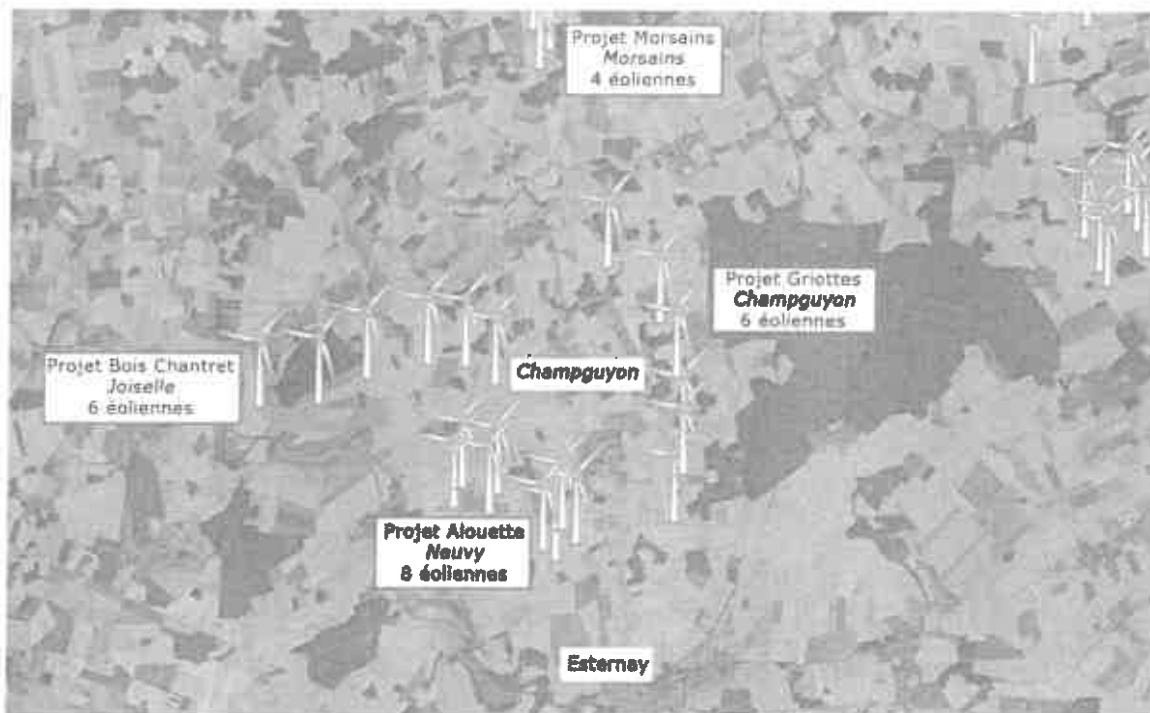 Projet Morsains
Morsains
4 éoliennes
Projet Griottes
Champguyon
6 éoliennes
Projet Bois Chantret
Joiselle
6 éoliennes
Champguyon
Projet Alouette
Neuvy
8 éoliennes
Esternay